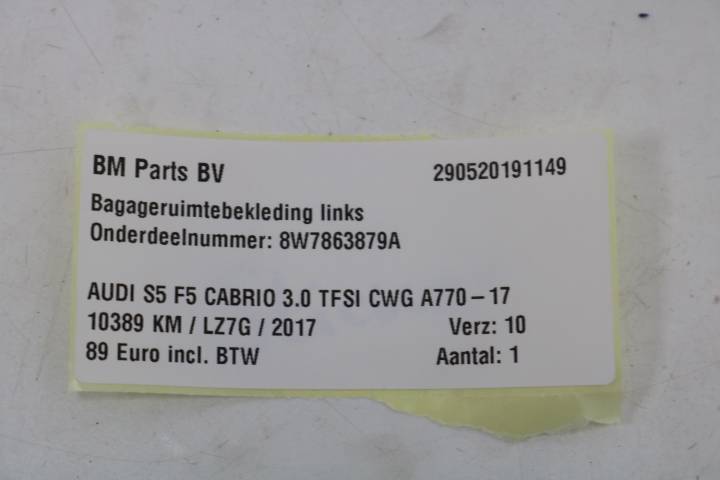 BM Parts BV 290520191149
Bagageruimtebekleding links
Onderdeelnummer: 8W7863879A
AUDI S5 F5 CABRIO 3.0 TFSI CWG A770-17
10389 KM / LZ7G / 2017 Verz: 10
89 Euro incl. BTW Aantal: 1